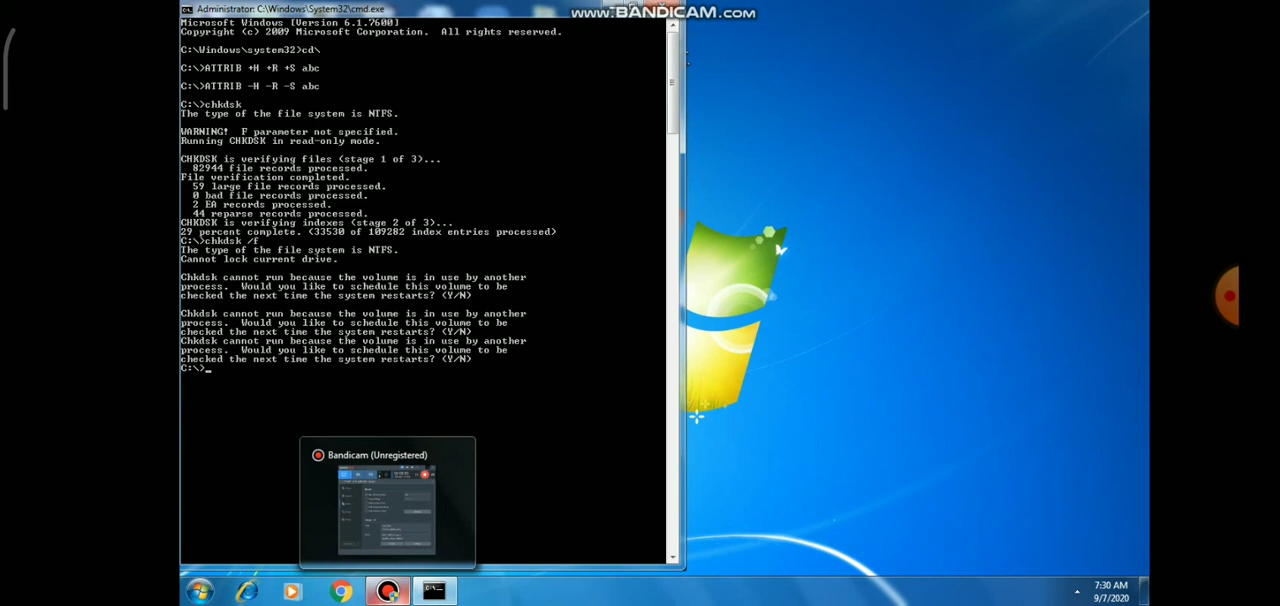 Administrator: C:\Windows\System32\cmd.exe
www.BANDICAM.com
Microsoft Windows [Version 6.1.7600]
Copyright (c) 2009 Microsoft Corporation.  All rights reserved.
C:\Windows\system32>cd\
C:\>ATTRIB +H +R +S abc
C:\>ATTRIB -H -R -S abc
C:\>chkdsk
The type of the file system is NTFS.
WARNING!  F parameter not specified.
Running CHKDSK in read-only mode.
CHKDSK is verifying files (stage 1 of 3)...
82944 file records processed.
File verification completed.
59 large file records processed.
0 bad file records processed.
2 EA records processed.
44 reparse records processed.
CHKDSK is verifying indexes (stage 2 of 3)...
29 percent complete. (33530 of 109282 index entries processed)
C:\>chkdsk /f
The type of the file system is NTFS.
Cannot lock current drive.
Chkdsk cannot run because the volume is in use by another
process.  Would you like to schedule this volume to be
checked the next time the system restarts? (Y/N)
Chkdsk cannot run because the volume is in use by another
process.  Would you like to schedule this volume to be
checked the next time the system restarts? (Y/N)
Chkdsk cannot run because the volume is in use by another
process.  Would you like to schedule this volume to be
checked the next time the system restarts? (Y/N)
C:\>_
Bandicam (Unregistered)
7:30 AM
9/7/2020